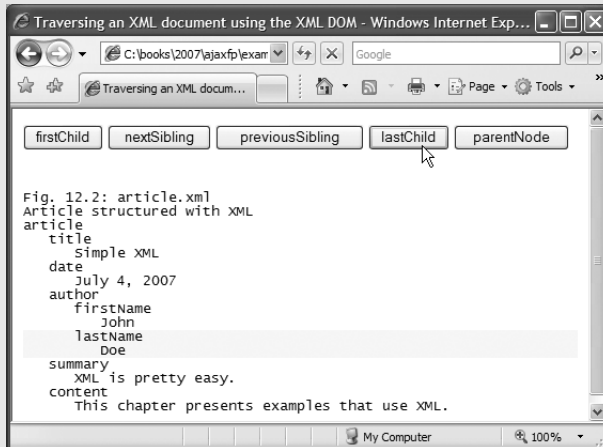 Traversing an XML document using the XML DOM - Windows Internet Exp...
C:\books\2007\ajaxfp\exam
Google
Traversing an XML docum...
Page
Tools
»
firstChild nextSibling previousSibling lastChild parentNode
Fig. 12.2: article.xml
Article structured with XML
article
title
Simple XML
date
July 4, 2007
author
firstName
John
lastName
Doe
summary
XML is pretty easy.
content
This chapter presents examples that use XML.
My Computer
100%